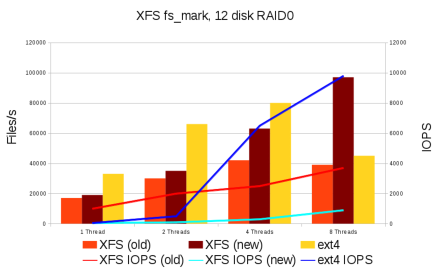 XFS fs_mark, 12 disk RAID0
120000
100000
80000
60000
40000
20000
0
Files/s
12000
10000
8000
6000
4000
2000
0
IOPS
1 Thread 2 Threads 4 Threads 8 Threads
XFS (old) XFS (new) ext4
XFS IOPS (old) XFS IOPS (new) ext4 IOPS